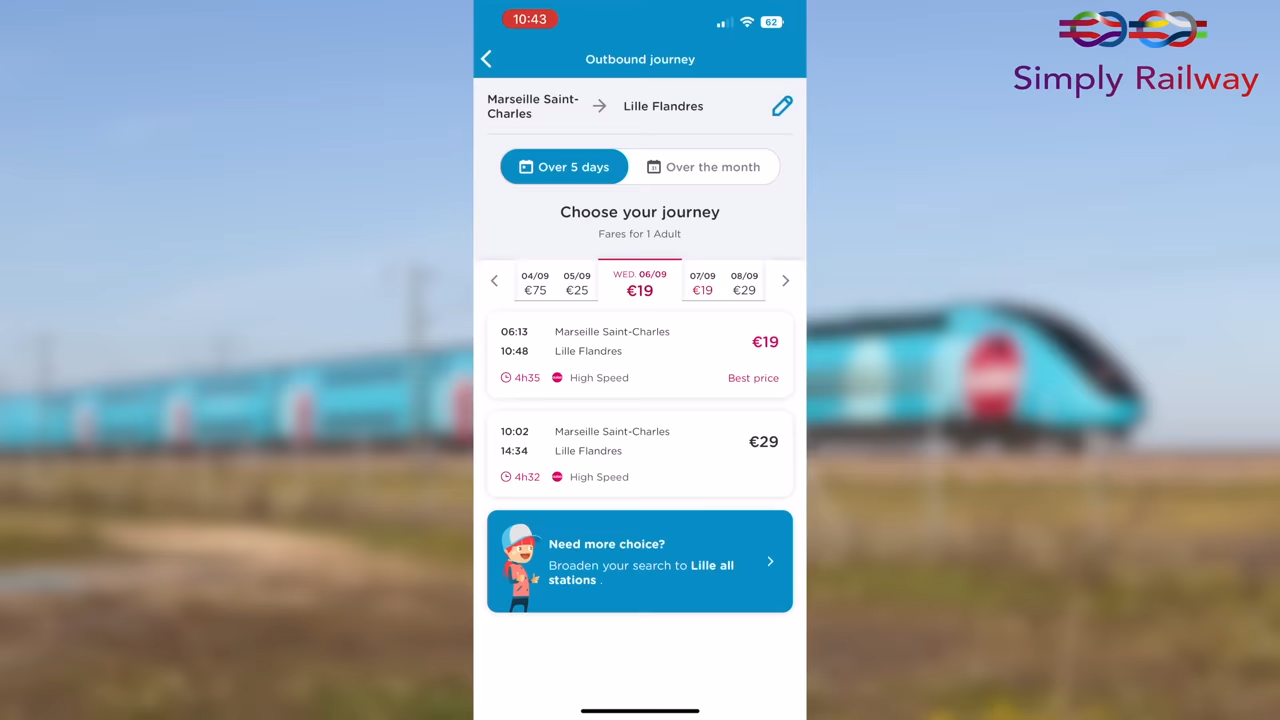 10:43
62
Outbound journey
Marseille Saint-
Charles
Lille Flandres
Over 5 days
Over the month
Choose your journey
Fares for 1 Adult
04/09
€75
05/09
€25
WED. 06/09
€19
07/09
€19
08/09
€29
06:13 Marseille Saint-Charles
€19
10:48 Lille Flandres
4h35 High Speed
Best price
10:02 Marseille Saint-Charles
€29
14:34 Lille Flandres
4h32 High Speed
Need more choice?
Broaden your search to Lille all
stations .
Simply Railway